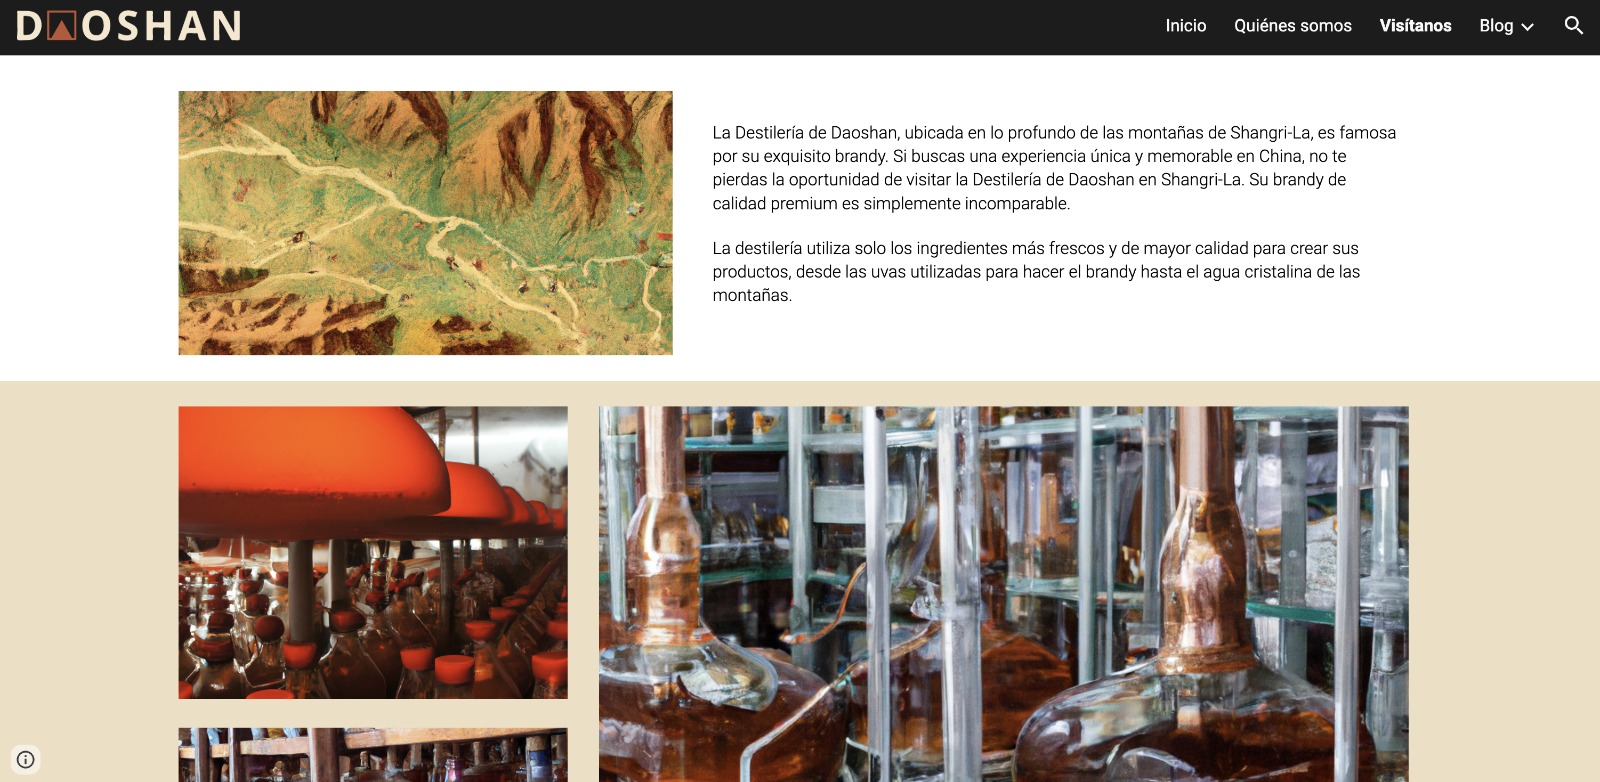 DAOSHAN
Inicio
Quiénes somos
Visítanos
Blog
La Destilería de Daoshan, ubicada en lo profundo de las montañas de Shangri-La, es famosa
por su exquisito brandy. Si buscas una experiencia única y memorable en China, no te
pierdas la oportunidad de visitar la Destilería de Daoshan en Shangri-La. Su brandy de
calidad premium es simplemente incomparable.
La destilería utiliza solo los ingredientes más frescos y de mayor calidad para crear sus
productos, desde las uvas utilizadas para hacer el brandy hasta el agua cristalina de las
montañas.